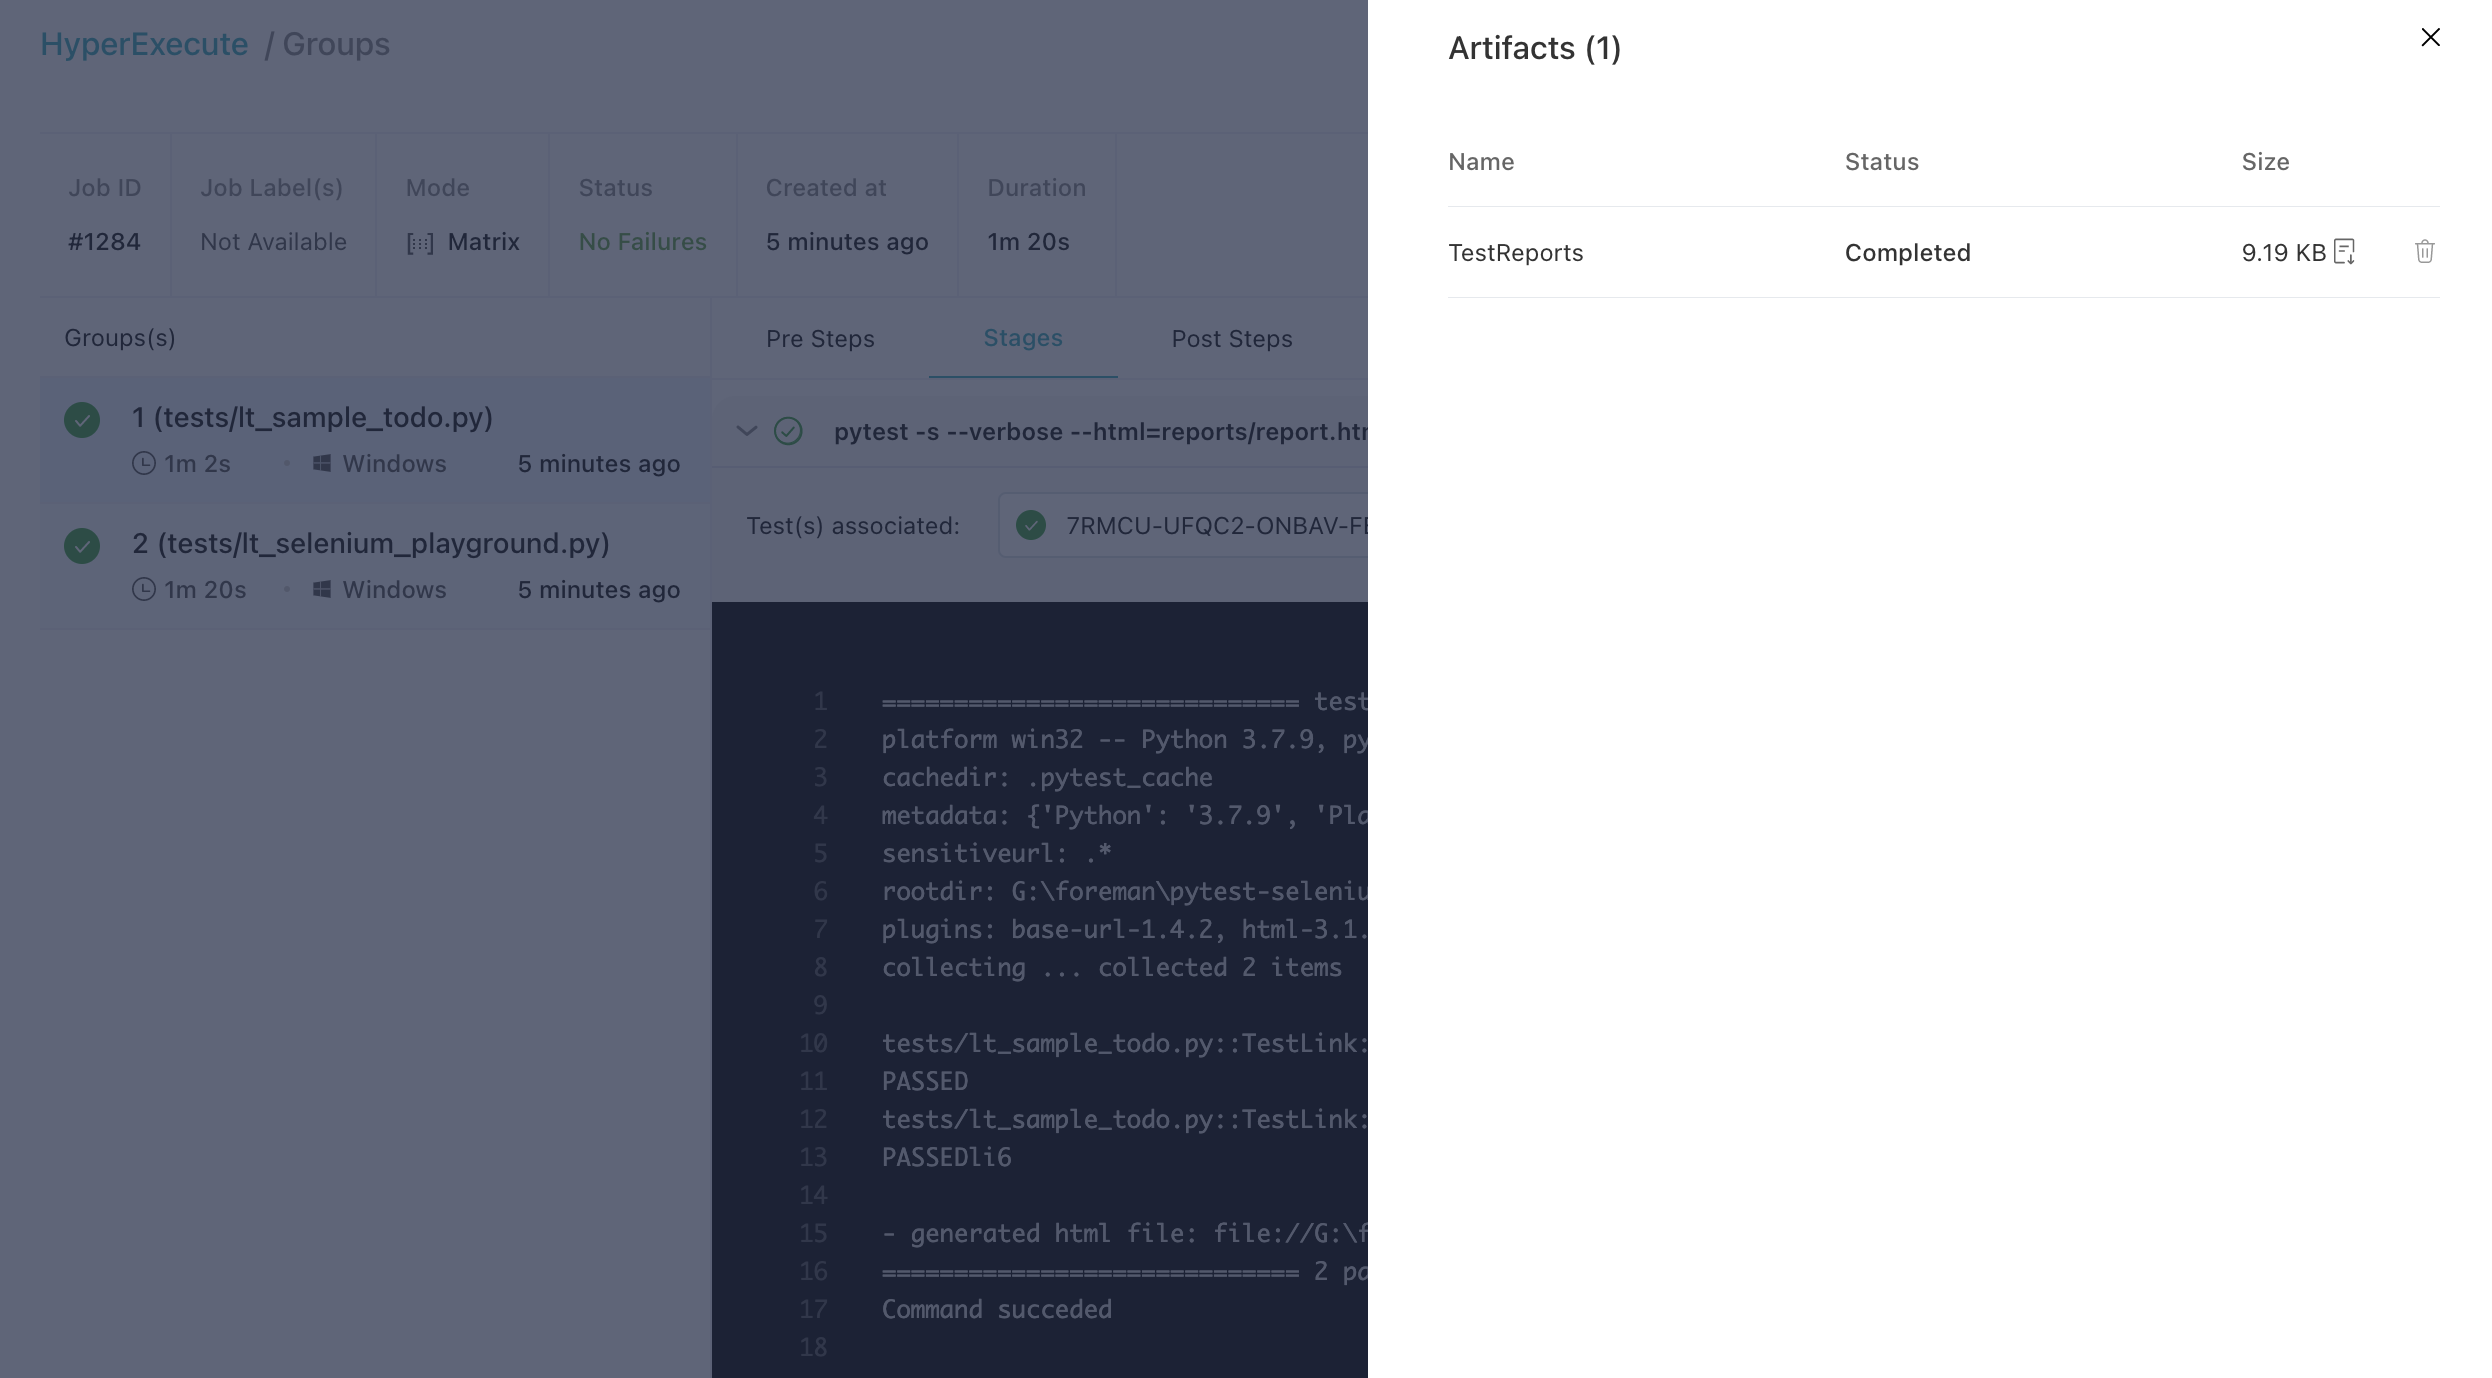 HyperExecute / Groups
Job ID
#1284
Job Label(s)
Not Available
Mode
Matrix
Status
No Failures
Created at
5 minutes ago
Duration
1m 20s
Groups(s)
1 (tests/lt_sample_todo.py)
1m 2s Windows 5 minutes ago
2 (tests/lt_selenium_playground.py)
1m 20s Windows 5 minutes ago
Pre Steps Stages Post Steps
pytest -s --verbose --html=reports/report.htm
Test(s) associated: 7RMCU-UFQC2-ONBAV-
1 ============================= test
2 platform win32 -- Python 3.7.9, py
3 cachedir: .pytest_cache
4 metadata: {'Python': '3.7.9', 'Pla
5 sensitiveurl: .*
6 rootdir: G:\foreman\pytest-seleniu
7 plugins: base-url-1.4.2, html-3.1.
8 collecting ... collected 2 items
9
10 tests/lt_sample_todo.py::TestLink:
11 PASSED
12 tests/lt_sample_todo.py::TestLink:
13 PASSEDli6
14
15 - generated html file: file://G:\f
16 ============================= 2 pa
17 Command succeded
18
Artifacts (1)
Name Status Size
TestReports Completed 9.19 KB